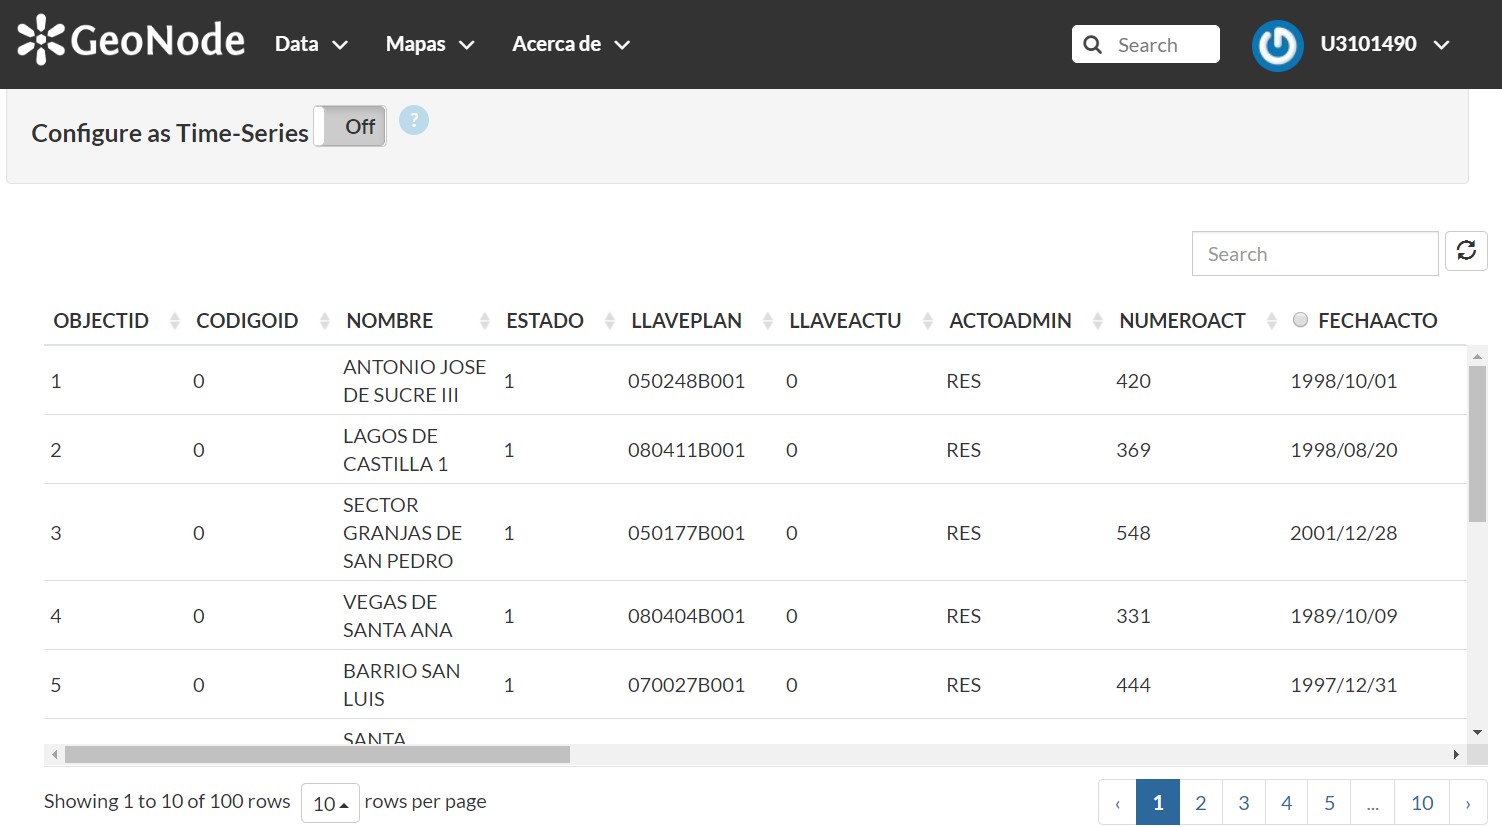 GeoNode Data Mapas Acerca de Search U3101490
Configure as Time-Series Off ?
Search
OBJECTID CODIGOID NOMBRE ESTADO LLAVEPLAN LLAVEACTU ACTOADMIN NUMEROACT FECHAACTO
1 0 ANTONIO JOSE DE SUCRE III 1 050248B001 0 RES 420 1998/10/01
2 0 LAGOS DE CASTILLA 1 1 080411B001 0 RES 369 1998/08/20
3 0 SECTOR GRANJAS DE SAN PEDRO 1 050177B001 0 RES 548 2001/12/28
4 0 VEGAS DE SANTA ANA 1 080404B001 0 RES 331 1989/10/09
5 0 BARRIO SAN LUIS 1 070027B001 0 RES 444 1997/12/31
SANTA
Showing 1 to 10 of 100 rows 10 rows per page ‹ 1 2 3 4 5 ... 10 ›